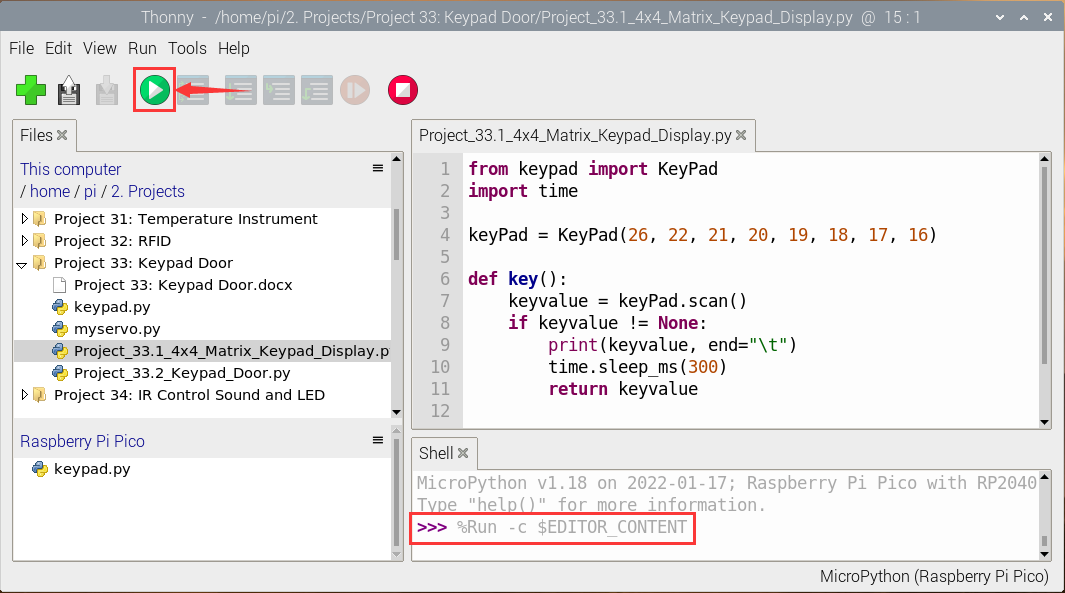 Thonny - /home/pi/2. Projects/Project 33: Keypad Door/Project_33.1_4x4_Matrix_Keypad_Display.py @ 15 : 1
File Edit View Run Tools Help
Files
This computer
/ home / pi / 2. Projects
Project 31: Temperature Instrument
Project 32: RFID
Project 33: Keypad Door
Project 33: Keypad Door.docx
keypad.py
myservo.py
Project_33.1_4x4_Matrix_Keypad_Display.p
Project_33.2_Keypad_Door.py
Project 34: IR Control Sound and LED
Raspberry Pi Pico
keypad.py
Project_33.1_4x4_Matrix_Keypad_Display.py
1 from keypad import KeyPad
2 import time
3
4 keyPad = KeyPad(26, 22, 21, 20, 19, 18, 17, 16)
5
6 def key():
7     keyvalue = keyPad.scan()
8     if keyvalue != None:
9         print(keyvalue, end="\t")
10         time.sleep_ms(300)
11         return keyvalue
12
Shell
MicroPython v1.18 on 2022-01-17; Raspberry Pi Pico with RP2040
Type "help()" for more information.
>>> %Run -c $EDITOR_CONTENT
MicroPython (Raspberry Pi Pico)